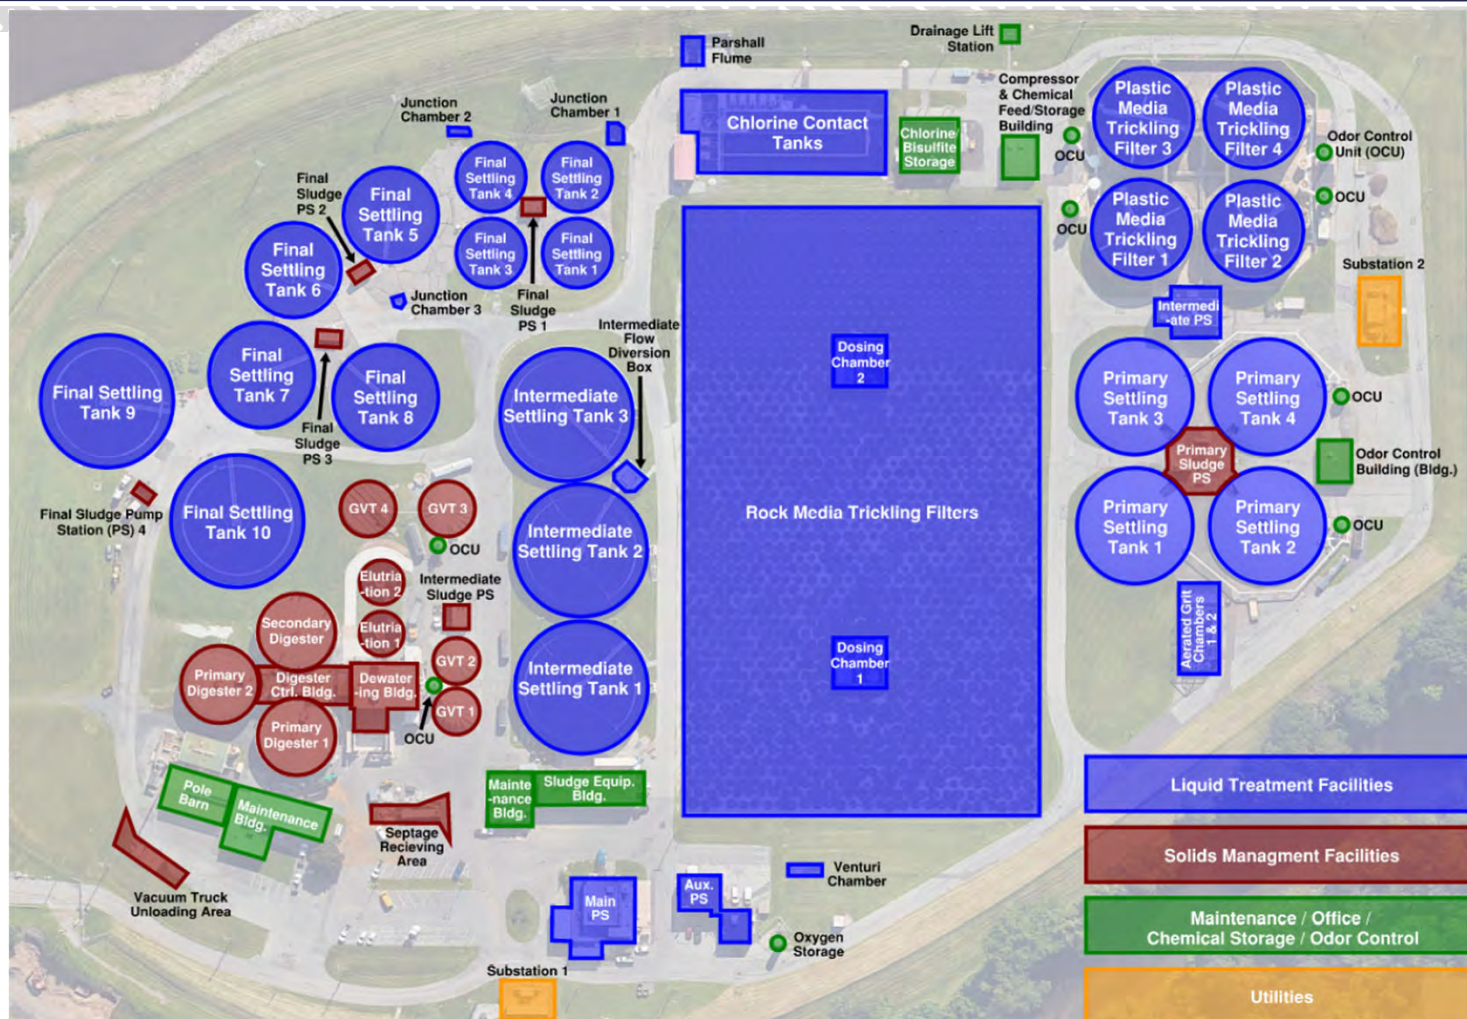 Parshall
Flume
Drainage Lift
Station
Compressor
& Chemical
Feed/Storage
Building
Junction
Chamber 2
Junction
Chamber 1
Chlorine Contact
Tanks
Chlorine/
Bisulfite
Storage
OCU
OCU
Plastic
Media
Trickling
Filter 3
Plastic
Media
Trickling
Filter 4
Plastic
Media
Trickling
Filter 1
Plastic
Media
Trickling
Filter 2
Odor Control
Unit (OCU)
OCU
Final
Settling
Tank 4
Final
Settling
Tank 2
Final
Settling
Tank 3
Final
Settling
Tank 1
Final
Sludge
PS 2
Final
Settling
Tank 5
Final
Settling
Tank 6
Junction
Chamber 3
Final
Sludge
PS 1
Intermediate
Flow
Diversion
Box
Substation 2
Intermedi
-ate PS
Final Settling
Tank 9
Final
Settling
Tank 7
Final
Settling
Tank 8
Final
Sludge
PS 3
Intermediate
Settling Tank 3
Dosing
Chamber
2
Primary
Settling
Tank 3
Primary
Settling
Tank 4
OCU
Primary
Sludge
PS
Odor Control
Building (Bldg.)
Final Sludge Pump
Station (PS) 4
Final Settling
Tank 10
GVT 4
GVT 3
OCU
Intermediate
Settling Tank 2
Rock Media Trickling Filters
Primary
Settling
Tank 1
Primary
Settling
Tank 2
OCU
Elutria
-tion 2
Intermediate
Sludge PS
Elutria
-tion 1
Secondary
Digester
Primary
Digester 2
Digester
Ctrl. Bldg.
Dewater
-ing Bldg.
GVT 2
GVT 1
OCU
Primary
Digester 1
Intermediate
Settling Tank 1
Dosing
Chamber
1
Aerated Grit
Chambers
1 & 2
Pole
Barn
Maintenance
Bldg.
Mainte
-nance
Bldg.
Sludge Equip.
Bldg.
Septage
Recieving
Area
Vacuum Truck
Unloading Area
Main
PS
Aux.
PS
Venturi
Chamber
Oxygen
Storage
Substation 1
Liquid Treatment Facilities
Solids Managment Facilities
Maintenance / Office /
Chemical Storage / Odor Control
Utilities